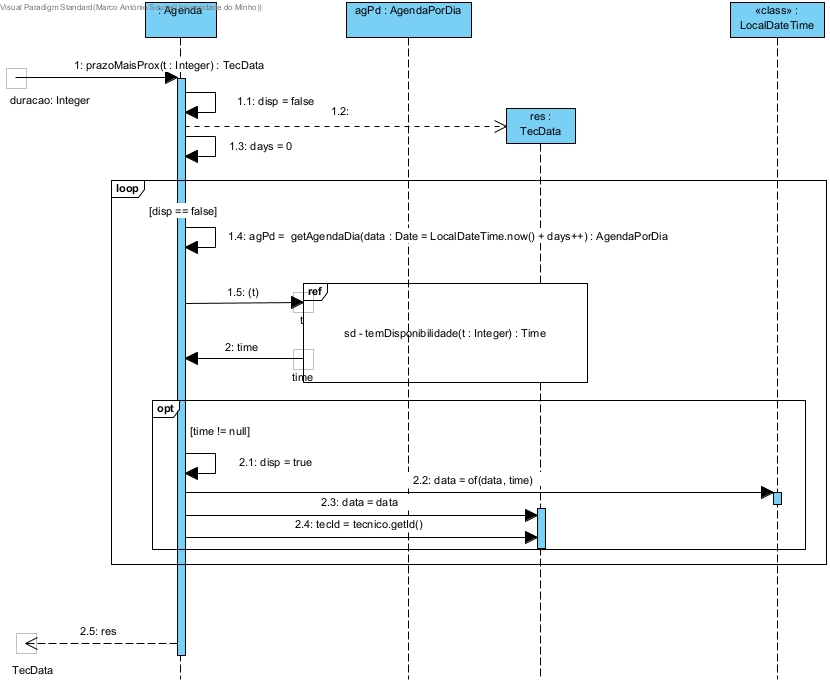 Visual Paradigm Standard(Marco António
do Minho))
: Agenda
agPd : AgendaPorDia
«class» :
LocalDateTime
1: prazoMaisProx(t : Integer) : TecData
duracao: Integer
1.1: disp = false
1.2:
res :
TecData
1.3: days = 0
loop
[disp == false]
1.4: agPd = getAgendaDia(data : Date = LocalDateTime.now() + days++) : AgendaPorDia
1.5: (t)
ref
t
sd - temDisponibilidade(t : Integer) : Time
2: time
time
opt
[time != null]
2.1: disp = true
2.2: data = of(data, time)
2.3: data = data
2.4: tecId = tecnico.getId()
2.5: res
TecData